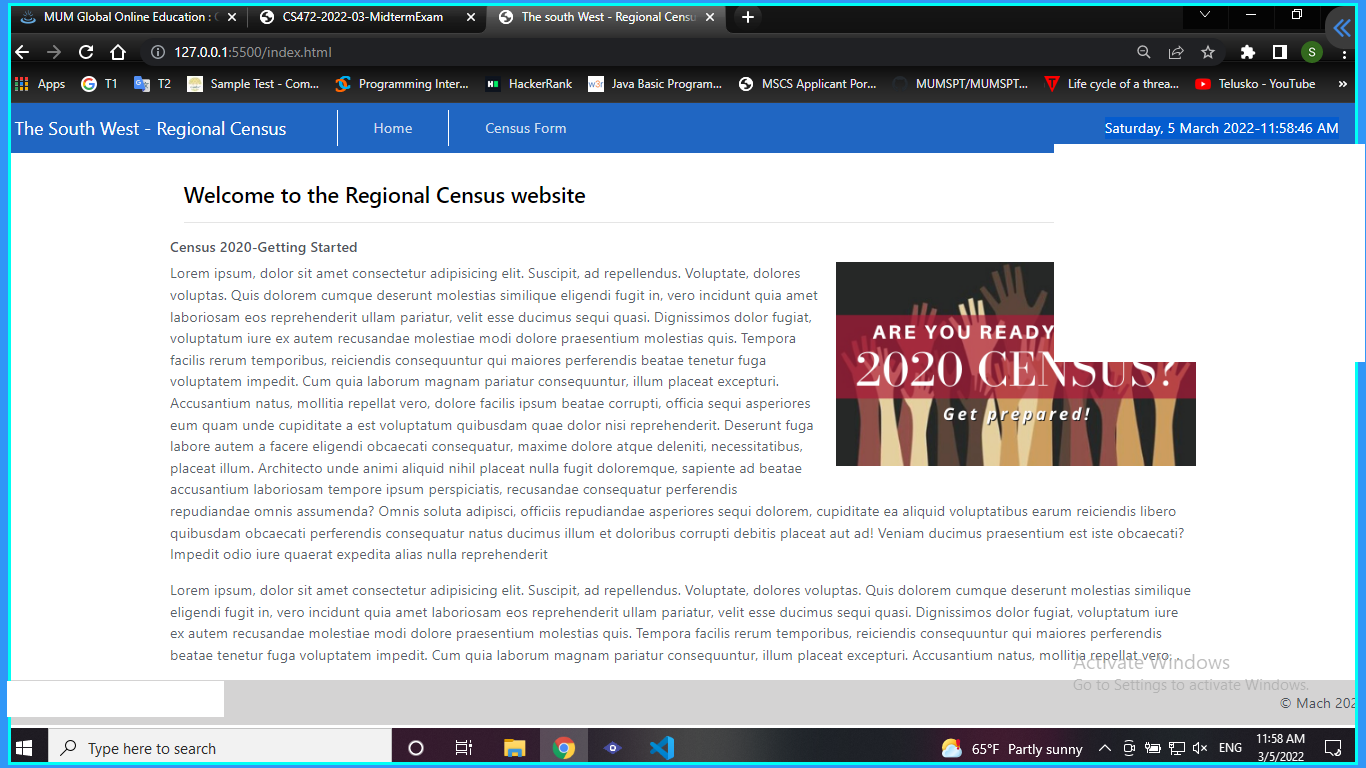 MUM Global Online Education :
CS472-2022-03-MidtermExam
The south West - Regional Censu
127.0.0.1:5500/index.html
S
Apps
T1
T2
Sample Test - Com...
Programming Inter...
HackerRank
Java Basic Program...
MSCS Applicant Por...
MUMSPT/MUMSPT...
Life cycle of a threa...
Telusko - YouTube
»
The South West - Regional Census
Home
Census Form
Saturday, 5 March 2022-11:58:46 AM
Welcome to the Regional Census website
Census 2020-Getting Started
Lorem ipsum, dolor sit amet consectetur adipisicing elit. Suscipit, ad repellendus. Voluptate, dolores
voluptas. Quis dolorem cumque deserunt molestias similique eligendi fugit in, vero incidunt quia amet
laboriosam eos reprehenderit ullam pariatur, velit esse ducimus sequi quasi. Dignissimos dolor fugiat,
voluptatum iure ex autem recusandae molestiae modi dolore praesentium molestias quis. Tempora
facilis rerum temporibus, reiciendis consequuntur qui maiores perferendis beatae tenetur fuga
voluptatem impedit. Cum quia laborum magnam pariatur consequuntur, illum placeat excepturi.
Accusantium natus, mollitia repellat vero, dolore facilis ipsum beatae corrupti, officia sequi asperiores
eum quam unde cupiditate a est voluptatum quibusdam quae dolor nisi reprehenderit. Deserunt fuga
labore autem a facere eligendi obcaecati consequatur, maxime dolore atque deleniti, necessitatibus,
placeat illum. Architecto unde animi aliquid nihil placeat nulla fugit doloremque, sapiente ad beatae
accusantium laboriosam tempore ipsum perspiciatis, recusandae consequatur perferendis
repudiandae omnis assumenda? Omnis soluta adipisci, officiis repudiandae asperiores sequi dolorem, cupiditate ea aliquid voluptatibus earum reiciendis libero
quibusdam obcaecati perferendis consequatur natus ducimus illum et doloribus corrupti debitis placeat aut ad! Veniam ducimus praesentium est iste obcaecati?
Impedit odio iure quaerat expedita alias nulla reprehenderit
ARE YOU READY
2020 CENSUS?
Get prepared!
Lorem ipsum, dolor sit amet consectetur adipisicing elit. Suscipit, ad repellendus. Voluptate, dolores voluptas. Quis dolorem cumque deserunt molestias similique
eligendi fugit in, vero incidunt quia amet laboriosam eos reprehenderit ullam pariatur, velit esse ducimus sequi quasi. Dignissimos dolor fugiat, voluptatum iure
ex autem recusandae molestiae modi dolore praesentium molestias quis. Tempora facilis rerum temporibus, reiciendis consequuntur qui maiores perferendis
beatae tenetur fuga voluptatem impedit. Cum quia laborum magnam pariatur consequuntur, illum placeat excepturi. Accusantium natus, mollitia repellat vero
Activate Windows
Go to Settings to activate Windows.
© Mach 202
Type here to search
65°F Partly sunny
ENG
11:58 AM
3/5/2022